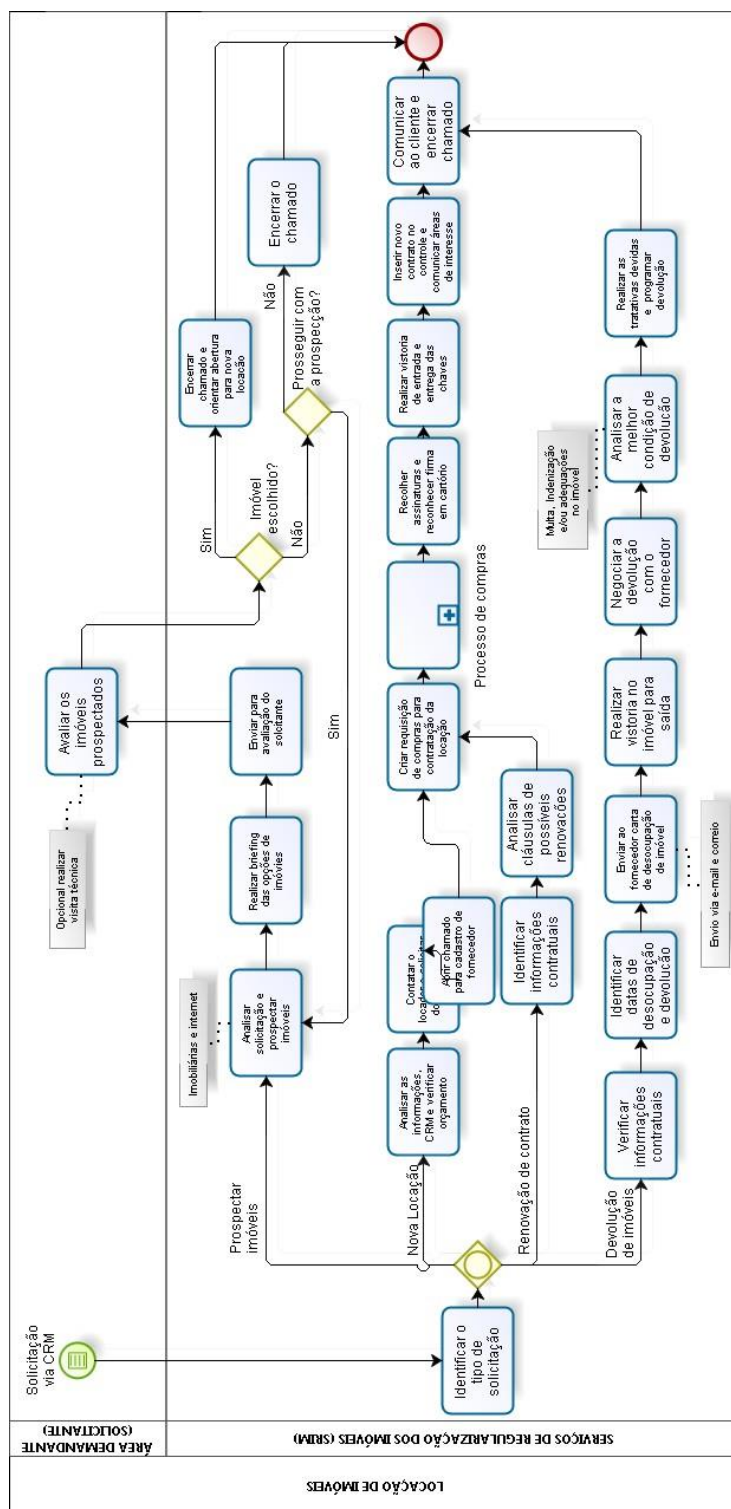 LOCAÇÃO DE IMÓVEIS
ÁREA DEMANDANTE
(SOLICITANTE)
SERVIÇOS DE REGULARIZAÇÃO DOS IMÓVEIS (SRIM)
Solicitação
via CRM
Identificar o
tipo de
solicitação
Prospectar
imóveis
Imobiliárias e internet
Analisar
solicitação e
prospectar
imóveis
Realizar briefing
das opções de
imóvies
Enviar para
avaliação do
solcitante
Opcional realizar
visita técnica
Avaliar os
imóveis
prospectados
Imóvel
escolhido?
Sim
Não
Encerrar
chamado e
orientar abertura
para nova
locacão
Prosseguir com
a prospecção?
Não
Sim
Encerrar o
chamado
Nova Locação
Analisar as
informações,
CRM e verificar
orçamento
Contatar o
Abrir chamado
para cadastro de
fornecedor
Criar requisição
de compras para
contratação da
locação
Processo de compras
Recolher
assinaturas e
reconhecer firma
em cartório
Realizar vistoria
de entrada e
entrega das
chaves
Inserir novo
contrato no
controle e
comunicar áreas
de interesse
Comunicar
ao cliente e
encerrar
chamado
Renovação de contrato
Identificar
informações
contratuais
Analisar
cláusulas de
possíveis
renovacões
Devolução
de imóveis
Verificar
informações
contratuais
Identificar
datas de
desocupação
e devolução
Enviar ao
fornecedor carta
de desocupação
de imóvel
Envio via e-mail e correio
Realizar
vistoria no
imóvel para
saída
Negociar a
devolução
com o
fornecedor
Multa, Indenização
e/ou adequações
no imóvel
Analisar a
melhor
condição de
devolução
Realizar as
tratativas devidas
e programar
devolução